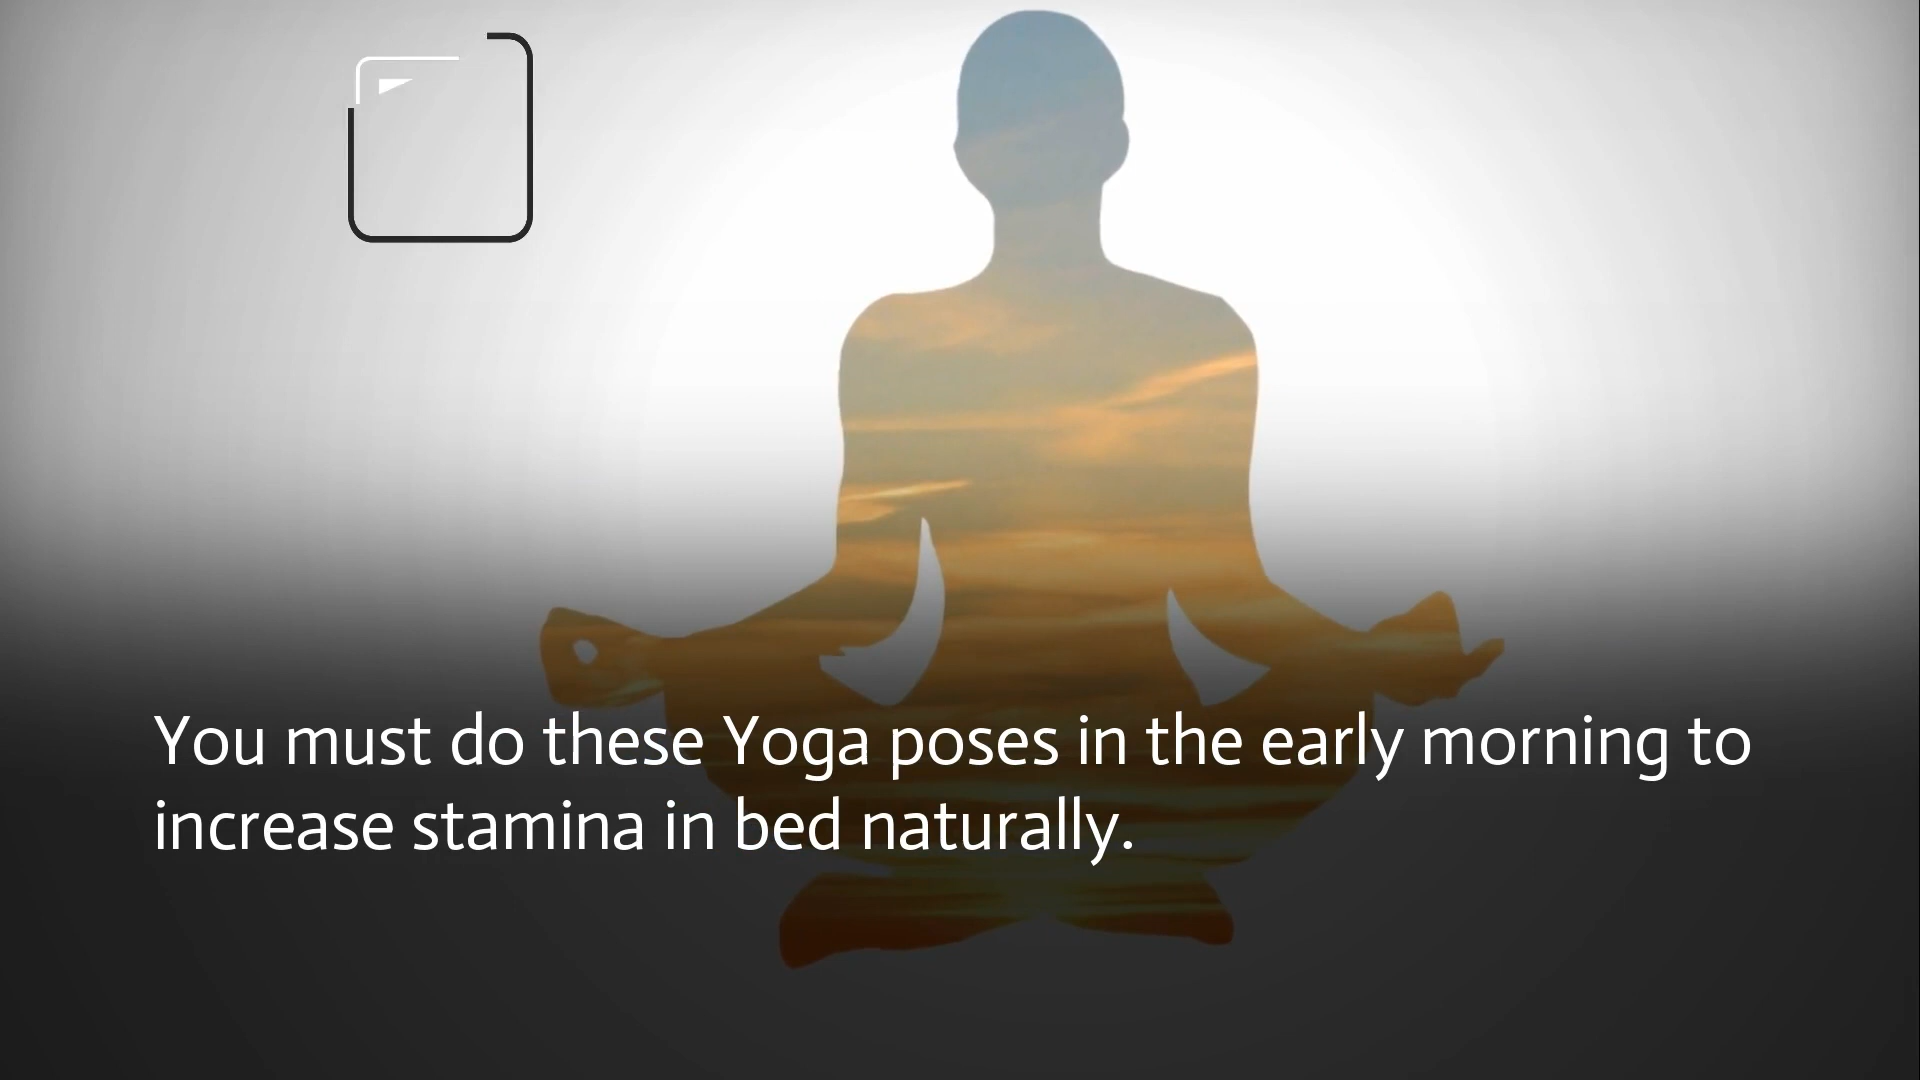 You must do these Yoga poses in the early morning to
increase stamina in bed naturally.